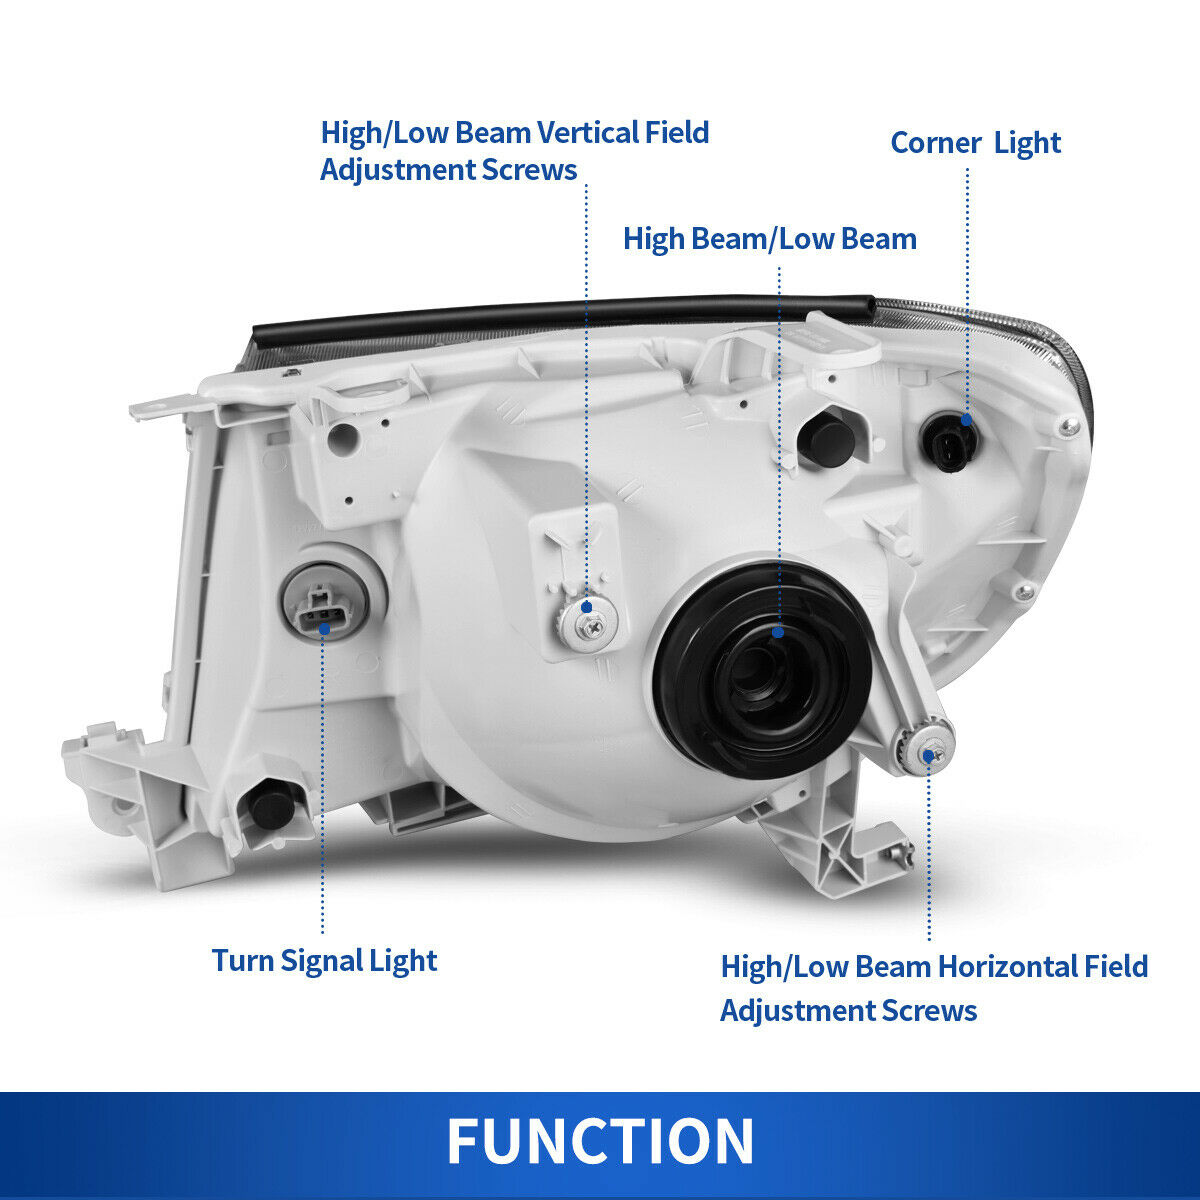 High/Low Beam Vertical Field
Adjustment Screws
Corner Light
High Beam/Low Beam
Turn Signal Light
High/Low Beam Horizontal Field
Adjustment Screws
FUNCTION